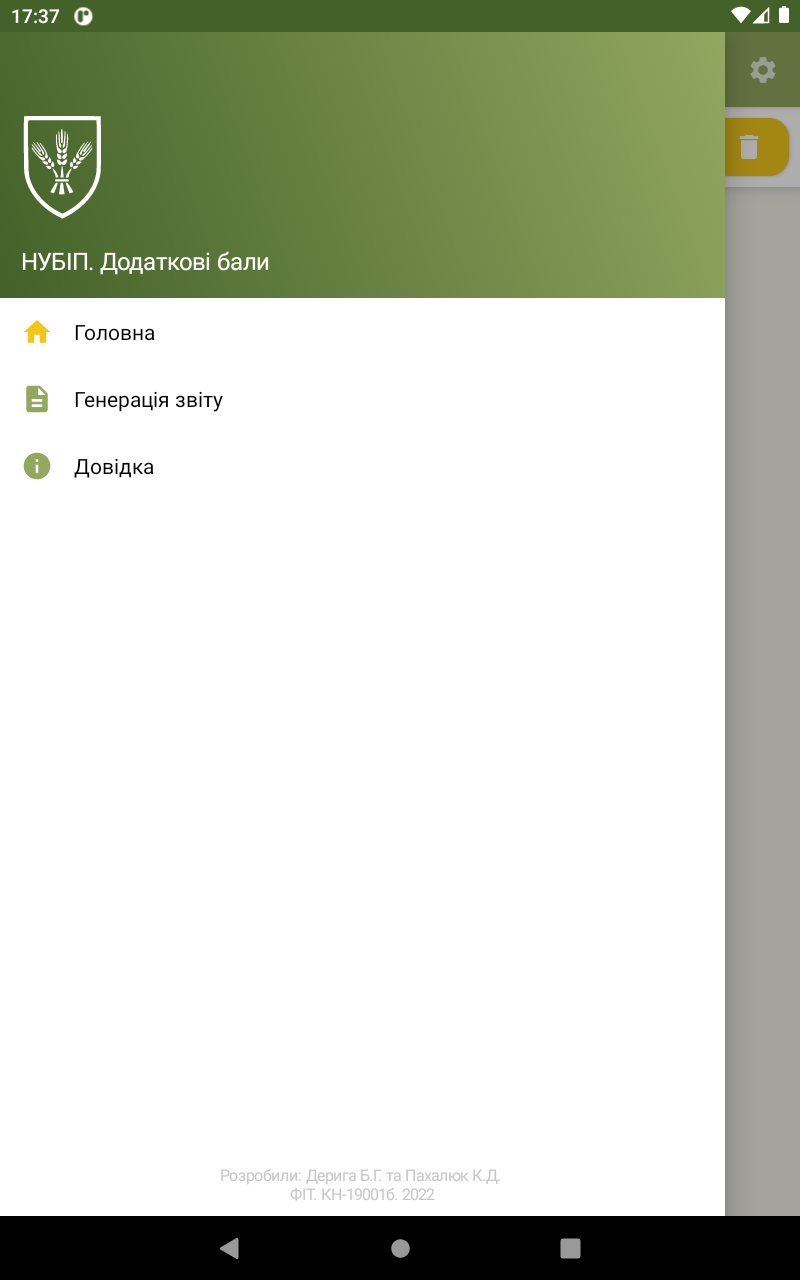 17:37
НУБІП. Додаткові бали
Головна
Генерація звіту
Довідка
Розробили: Дерига Б.Г. та Пахалюк К.Д.
ФІТ. КН-19001б. 2022